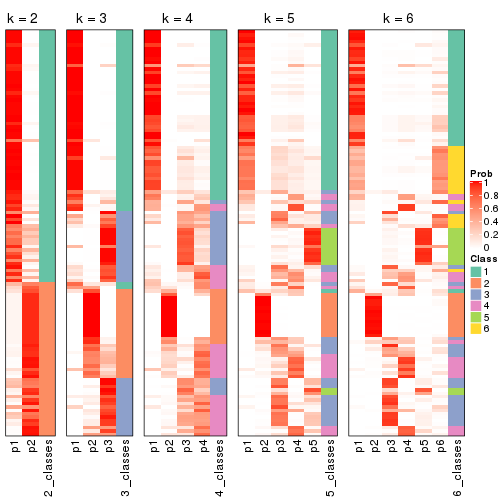 k = 2
k = 3
k = 4
k = 5
k = 6
p1
p2
2_classes
p1
p2
p3
3_classes
p1
p2
p3
p4
4_classes
p1
p2
p3
p4
p5
5_classes
p1
p2
p3
p4
p5
p6
6_classes
Prob
1
0.8
0.6
0.4
0.2
0
Class
1
2
3
4
5
6